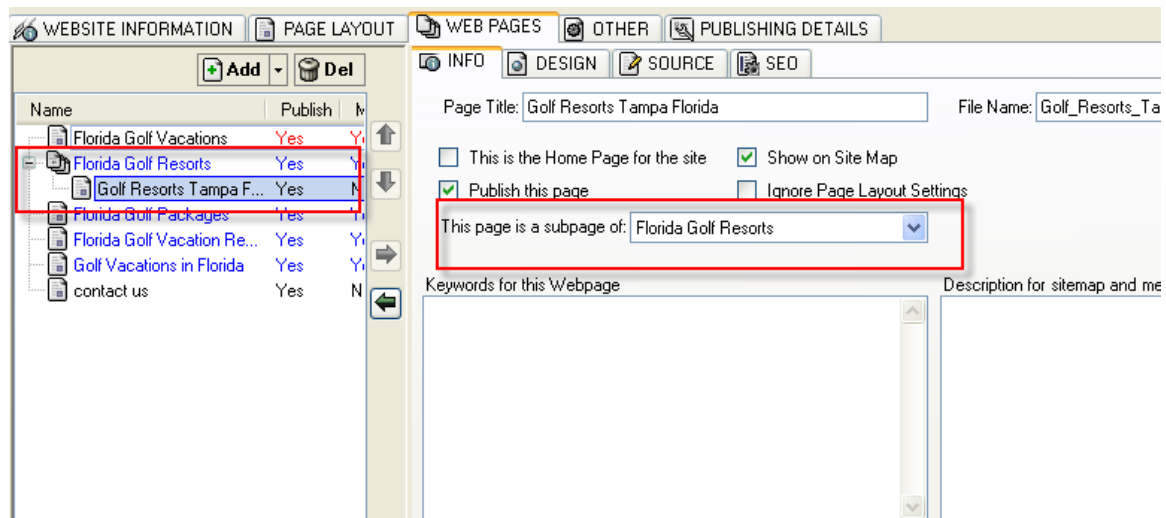 WEBSITE INFORMATION PAGE LAYOUT WEB PAGES OTHER PUBLISHING DETAILS
Add Del
INFO DESIGN SOURCE SEO
Name Publish
Page Title: Golf Resorts Tampa Florida File Name: Golf_Resorts_Ta
Florida Golf Vacations Yes
This is the Home Page for the site Show on Site Map
Florida Golf Resorts Yes
Golf Resorts Tampa F... Yes N
Publish this page Ignore Page Layout Settings
Florida Golf Packages Yes
This page is a subpage of: Florida Golf Resorts
Florida Golf Vacation Re... Yes
Golf Vacations in Florida Yes
contact us Yes N
Keywords for this Webpage Description for sitemap and me